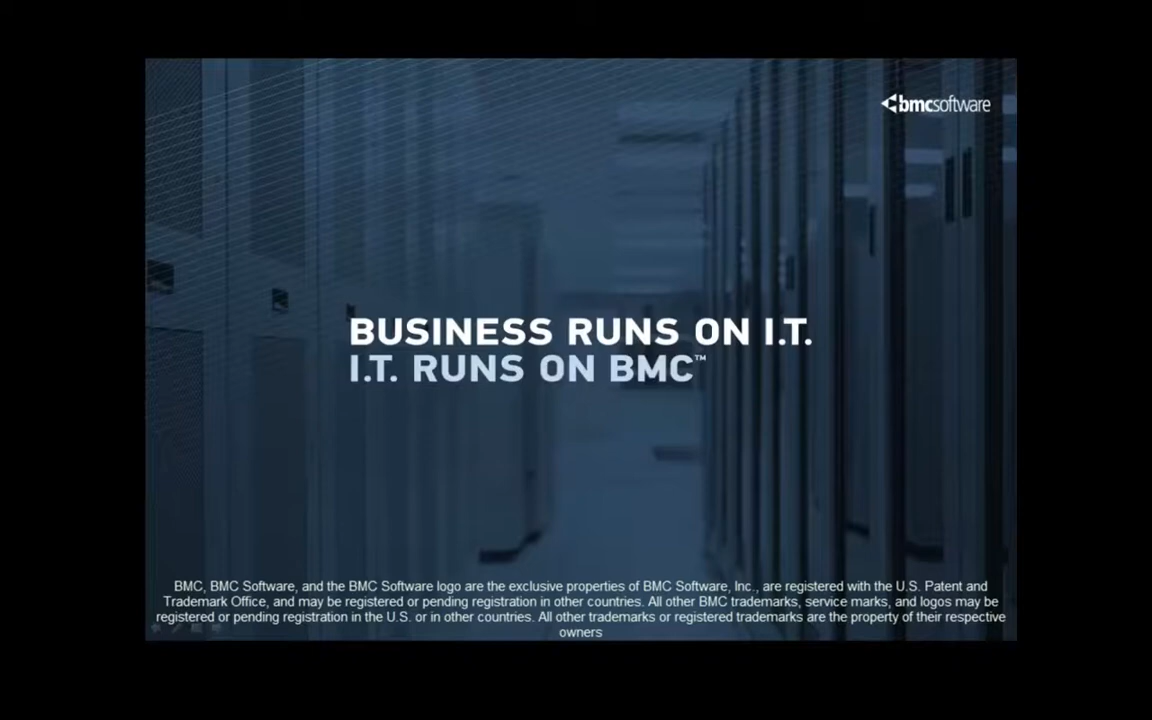 bmcsoftware
BUSINESS RUNS ON I.T.
I.T. RUNS ON BMC™
BMC, BMC Software, and the BMC Software logo are the exclusive properties of BMC Software, Inc., are registered with the U.S. Patent and
Trademark Office, and may be registered or pending registration in other countries. All other BMC trademarks, service marks, and logos may be
registered or pending registration in the U.S. or in other countries. All other trademarks or registered trademarks are the property of their respective
owners